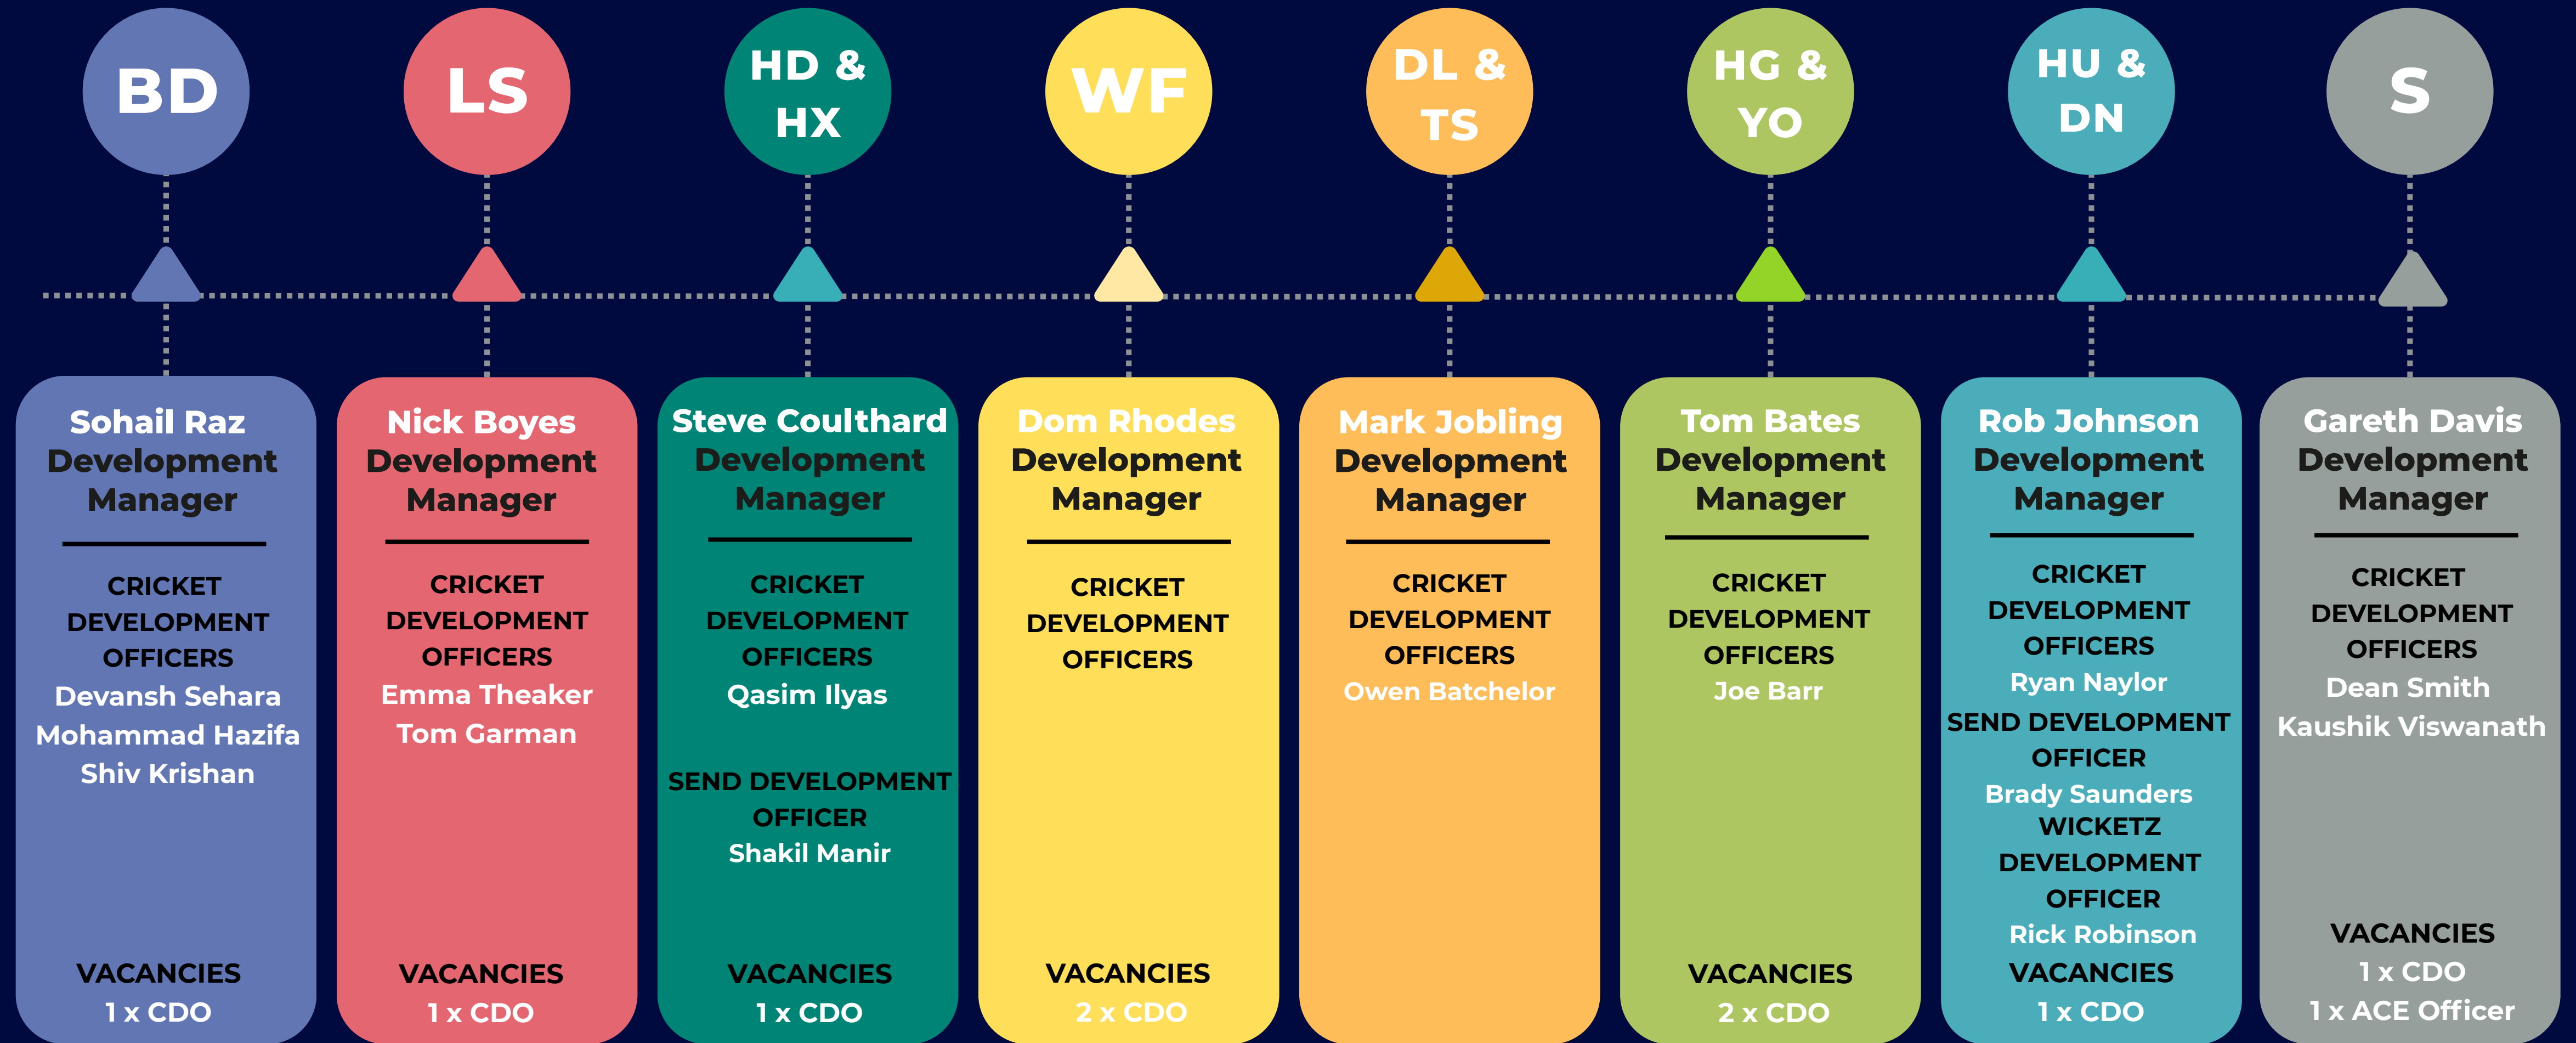 BD
LS
HD &
HX
WF
DL &
TS
HG &
YO
HU &
DN
S
Sohail Raz
Development
Manager
CRICKET
DEVELOPMENT
OFFICERS
Devansh Sehara
Mohammad Hazifa
Shiv Krishan
VACANCIES
1 x CDO
Nick Boyes
Development
Manager
CRICKET
DEVELOPMENT
OFFICERS
Emma Theaker
Tom Garman
VACANCIES
1 x CDO
Steve Coulthard
Development
Manager
CRICKET
DEVELOPMENT
OFFICERS
Qasim Ilyas
SEND DEVELOPMENT
OFFICER
Shakil Manir
VACANCIES
1 x CDO
Dom Rhodes
Development
Manager
CRICKET
DEVELOPMENT
OFFICERS
VACANCIES
2 x CDO
Mark Jobling
Development
Manager
CRICKET
DEVELOPMENT
OFFICERS
Owen Batchelor
Tom Bates
Development
Manager
CRICKET
DEVELOPMENT
OFFICERS
Joe Barr
VACANCIES
2 x CDO
Rob Johnson
Development
Manager
CRICKET
DEVELOPMENT
OFFICERS
Ryan Naylor
SEND DEVELOPMENT
OFFICER
Brady Saunders
WICKETZ
DEVELOPMENT
OFFICER
Rick Robinson
VACANCIES
1 x CDO
Gareth Davis
Development
Manager
CRICKET
DEVELOPMENT
OFFICERS
Dean Smith
Kaushik Viswanath
VACANCIES
1 x CDO
1 x ACE Officer